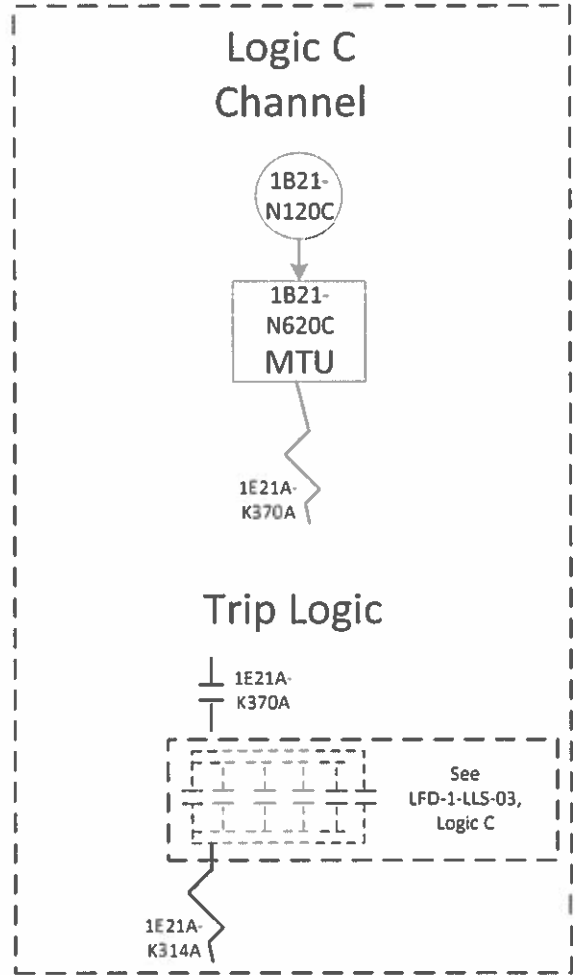 Logic C
Channel
1B21-
N120C
1B21-
N620C
MTU
1E21A-
K370A
Trip Logic
1E21A-
K370A
See
LFD-1-LLS-03,
Logic C
1E21A-
K314A